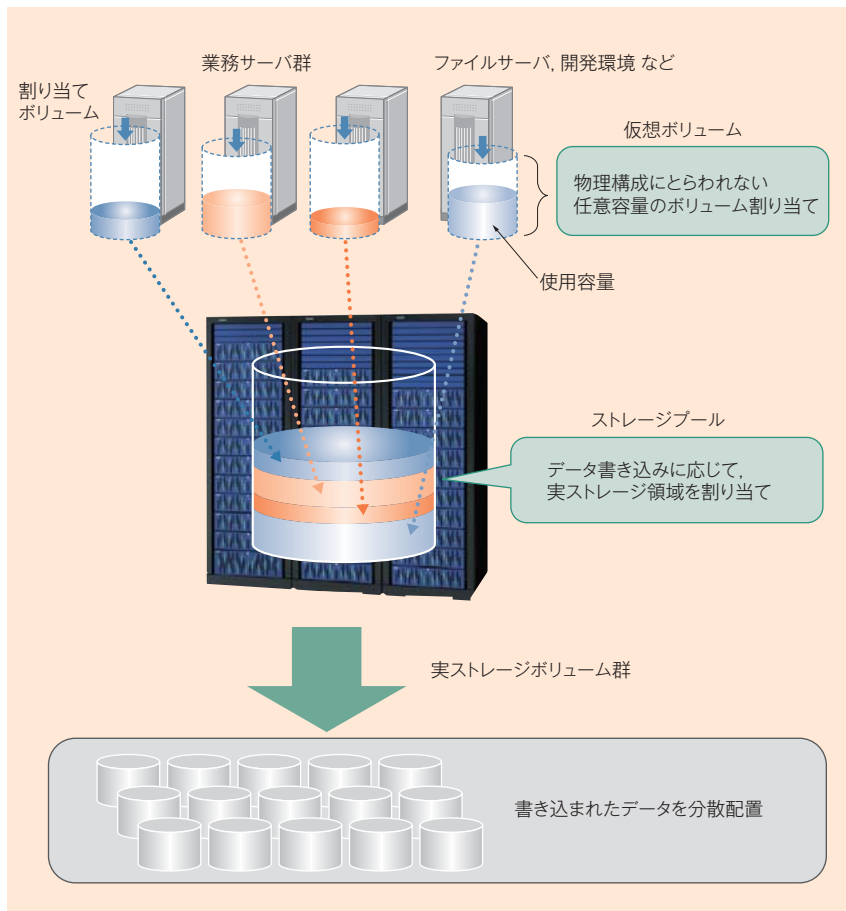 業務サーバ群
ファイルサーバ, 開発環境 など
割り当て
ボリューム
仮想ボリューム
物理構成にとらわれない
任意容量のボリューム割り当て
使用容量
ストレージプール
データ書き込みに応じて,
実ストレージ領域を割り当て
実ストレージボリューム群
書き込まれたデータを分散配置